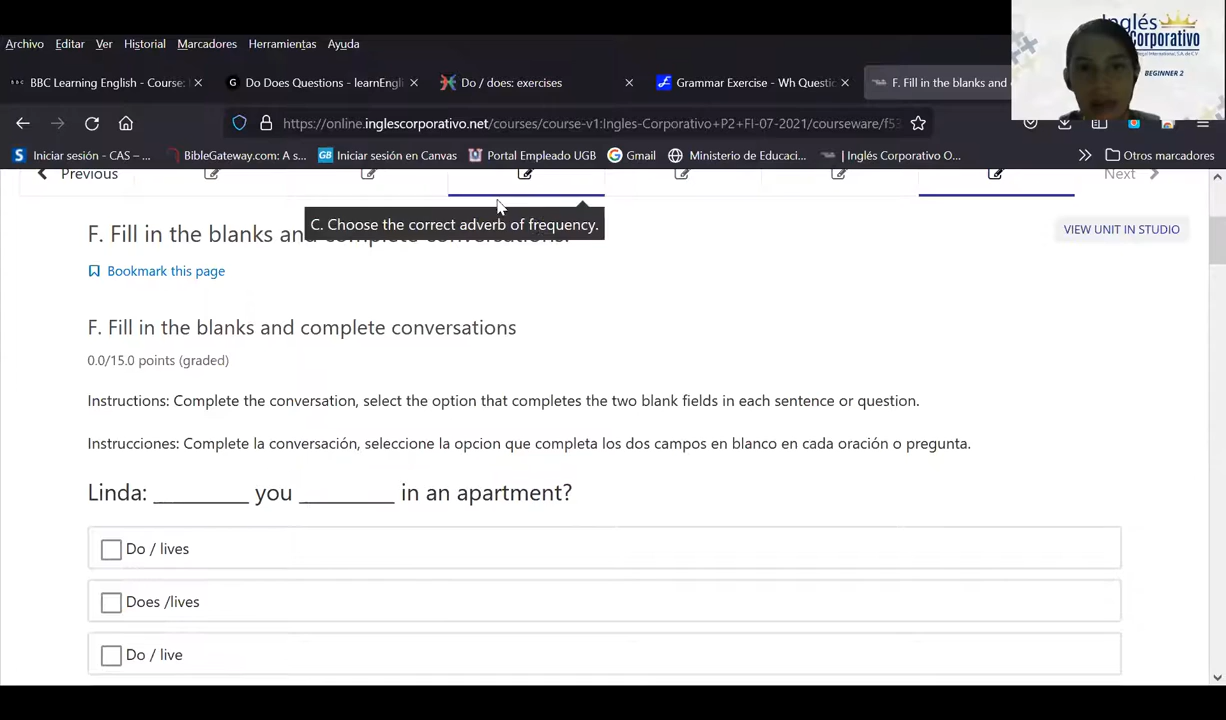 Archivo Editar Ver Historial Marcadores Herramientas Ayuda
Inglés
Corporativo
BEGINNER 2
BBC Learning English - Course:
Do Does Questions - learnEngli
Do / does: exercises
Grammar Exercise - Wh Questic
F. Fill in the blanks and
https://online.inglescorporativo.net/courses/course-v1:Ingles-Corporativo+P2+FI-07-2021/courseware/f53
Iniciar sesión - CAS – ...
BibleGateway.com: A s...
Iniciar sesión en Canvas
Portal Empleado UGB
Gmail
Ministerio de Educaci...
| Inglés Corporativo O...
Otros marcadores
Previous
Next
C. Choose the correct adverb of frequency.
F. Fill in the blanks and complete conversations.
VIEW UNIT IN STUDIO
Bookmark this page
F. Fill in the blanks and complete conversations
0.0/15.0 points (graded)
Instructions: Complete the conversation, select the option that completes the two blank fields in each sentence or question.
Instrucciones: Complete la conversación, seleccione la opcion que completa los dos campos en blanco en cada oración o pregunta.
Linda: _________ you _________ in an apartment?
Do / lives
Does /lives
Do / live